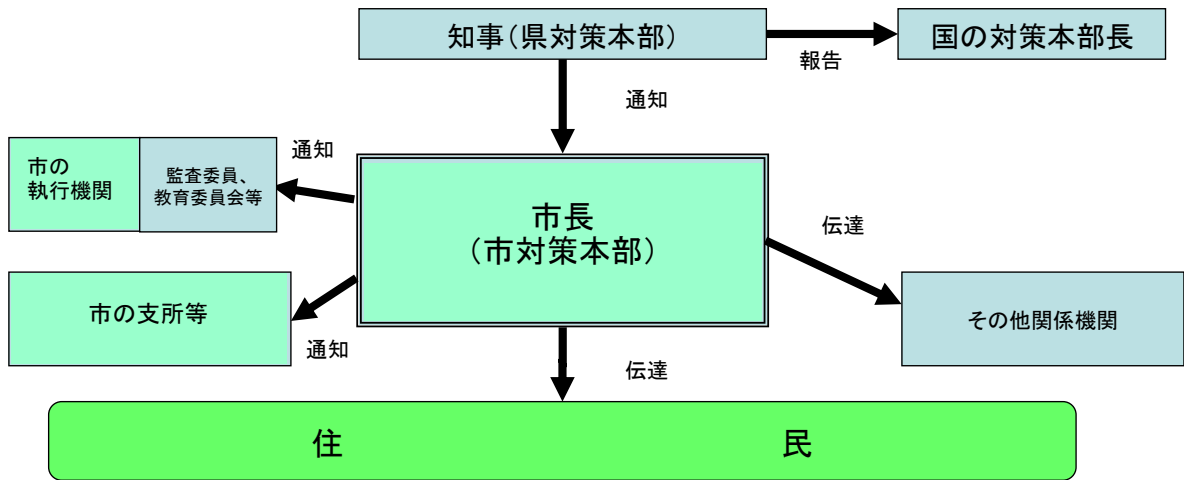 知事（県対策本部）
国の対策本部長
報告
通知
市の
執行機関
監査委員、
教育委員会等
通知
市長
（市対策本部）
伝達
市の支所等
通知
その他関係機関
伝達
住民